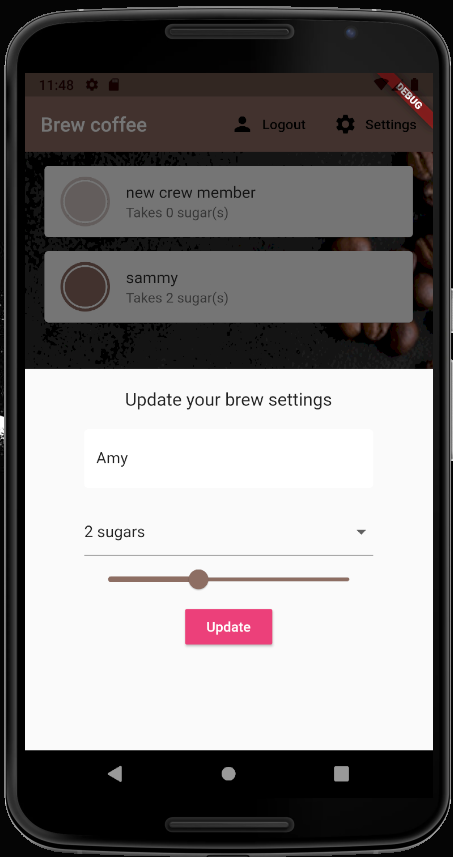 11:48
DEBUG
Brew coffee Logout Settings
new crew member
Takes 0 sugar(s)
sammy
Takes 2 sugar(s)
Update your brew settings
Amy
2 sugars
Update